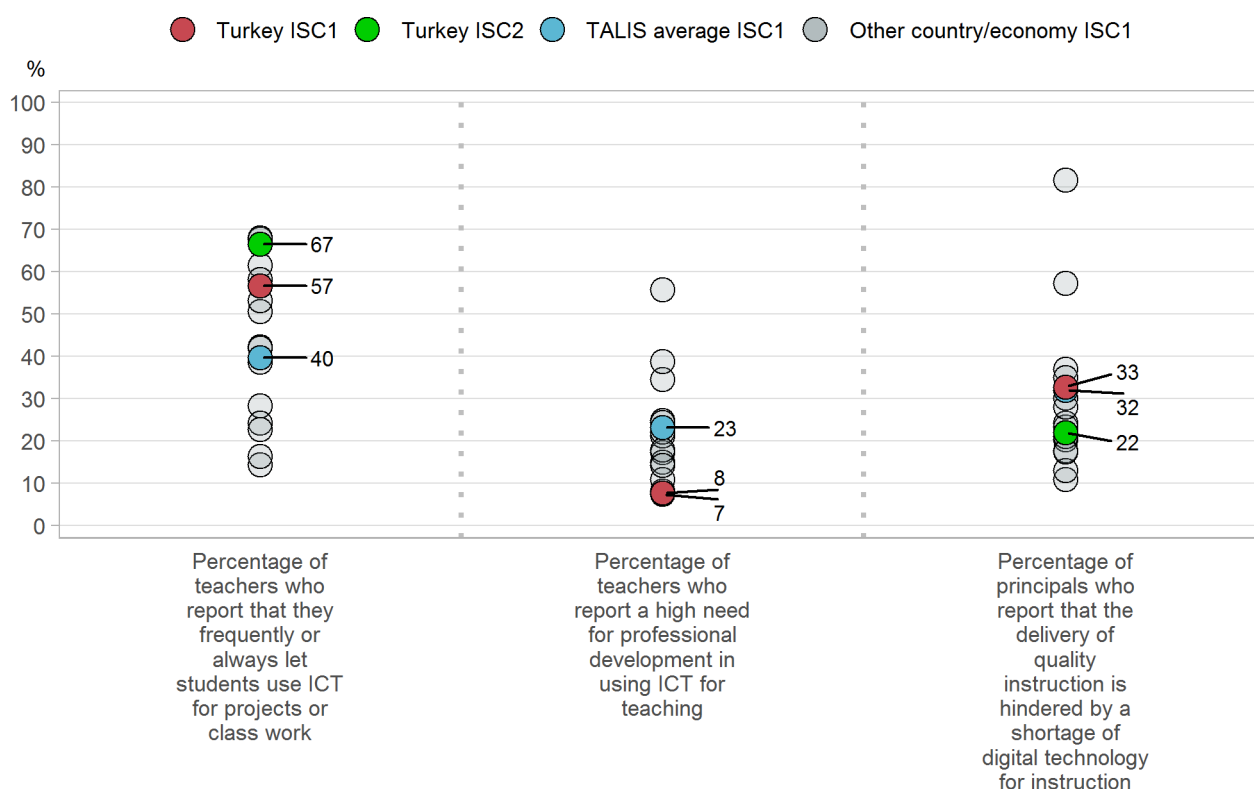 Turkey ISC1 Turkey ISC2 TALIS average ISC1 Other country/economy ISC1
%
100
90
80
70
60
50
40
30
20
10
0
67
57
40
23
8
7
33
32
22
Percentage of
teachers who
report that they
frequently or
always let
students use ICT
for projects or
class work
Percentage of
teachers who
report a high need
for professional
development in
using ICT for
teaching
Percentage of
principals who
report that the
delivery of
quality
instruction is
hindered by a
shortage of
digital technology
for instruction